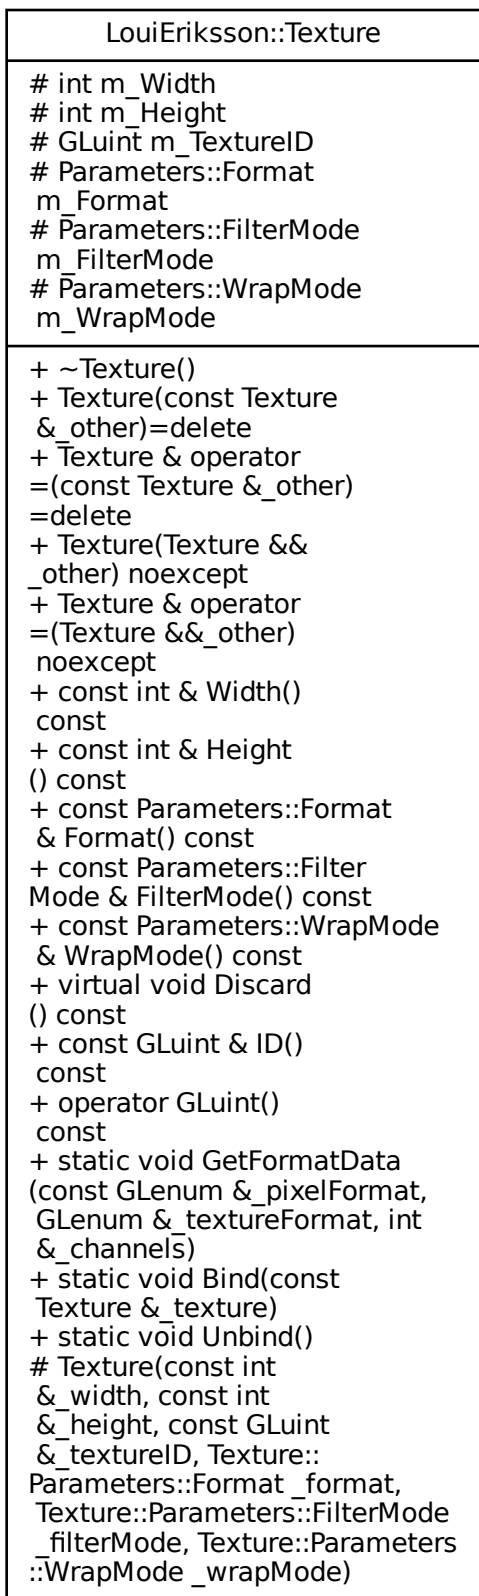 LouiEriksson::Texture
# int m_Width
# int m_Height
# GLuint m_TextureID
# Parameters::Format
m_Format
# Parameters::FilterMode
m_FilterMode
# Parameters::WrapMode
m_WrapMode
+ ~Texture()
+ Texture(const Texture
&_other)=delete
+ Texture & operator
=(const Texture &_other)
=delete
+ Texture(Texture &&
_other) noexcept
+ Texture & operator
=(Texture &&_other)
noexcept
+ const int & Width()
const
+ const int & Height
() const
+ const Parameters::Format
& Format() const
+ const Parameters::Filter
Mode & FilterMode() const
+ const Parameters::WrapMode
& WrapMode() const
+ virtual void Discard
() const
+ const GLuint & ID()
const
+ operator GLuint()
const
+ static void GetFormatData
(const GLenum &_pixelFormat,
GLenum &_textureFormat, int
&_channels)
+ static void Bind(const
Texture &_texture)
+ static void Unbind()
# Texture(const int
&_width, const int
&_height, const GLuint
&_textureID, Texture::
Parameters::Format _format,
Texture::Parameters::FilterMode
_filterMode, Texture::Parameters
::WrapMode _wrapMode)